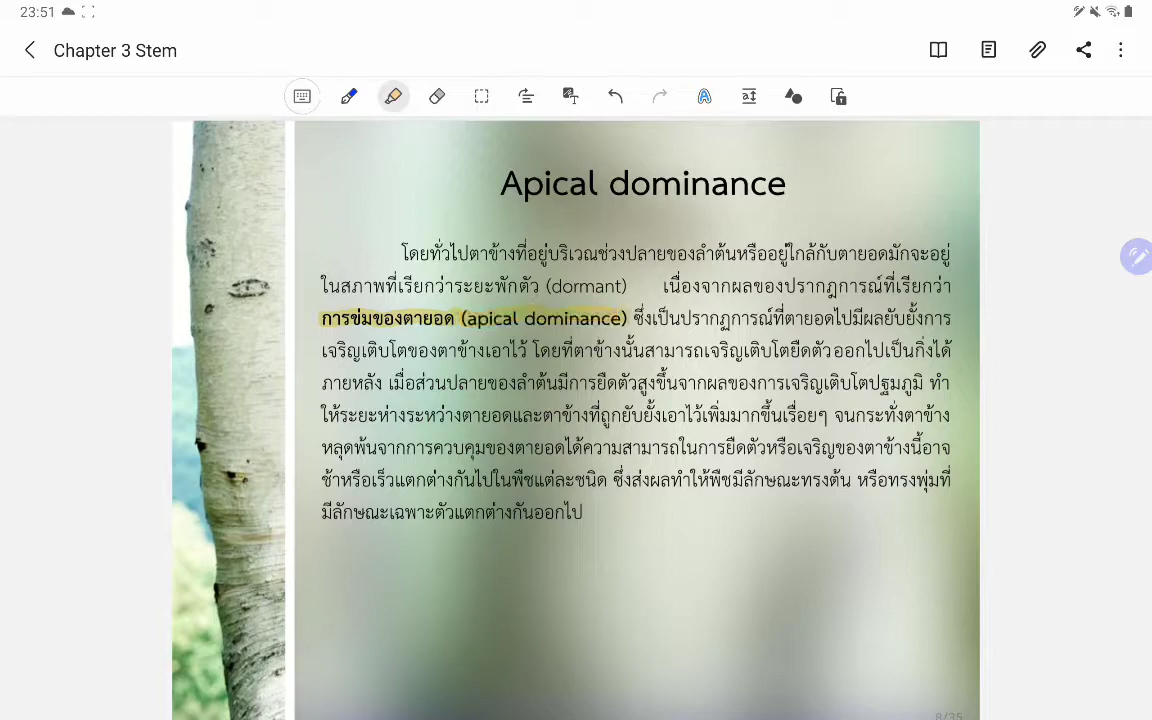 23:51
Chapter 3 Stem
Apical dominance
โดยทั่วไปตาข้างที่อยู่บริเวณช่วงปลายของลำต้นหรืออยู่ใกล้กับตายอดมักจะอยู่
ในสภาพที่เรียกว่าระยะพักตัว (dormant) เนื่องจากผลของปรากฏการณ์ที่เรียกว่า
การข่มของตายอด (apical dominance) ซึ่งเป็นปรากฏการณ์ที่ตายอดไปมีผลยับยั้งการ
เจริญเติบโตของตาข้างเอาไว้ โดยที่ตาข้างนั้นสามารถเจริญเติบโตยืดตัวออกไปเป็นกิ่งได้
ภายหลัง เมื่อส่วนปลายของลำต้นมีการยืดตัวสูงขึ้นจากผลของการเจริญเติบโตปฐมภูมิ ทำ
ให้ระยะห่างระหว่างตายอดและตาข้างที่ถูกยับยั้งเอาไว้เพิ่มมากขึ้นเรื่อยๆ จนกระทั่งตาข้าง
หลุดพ้นจากการควบคุมของตายอดได้ความสามารถในการยืดตัวหรือเจริญของตาข้างนี้อาจ
ช้าหรือเร็วแตกต่างกันไปในพืชแต่ละชนิด ซึ่งส่งผลทำให้พืชมีลักษณะทรงต้น หรือทรงพุ่มที่
มีลักษณะเฉพาะตัวแตกต่างกันออกไป
8/35